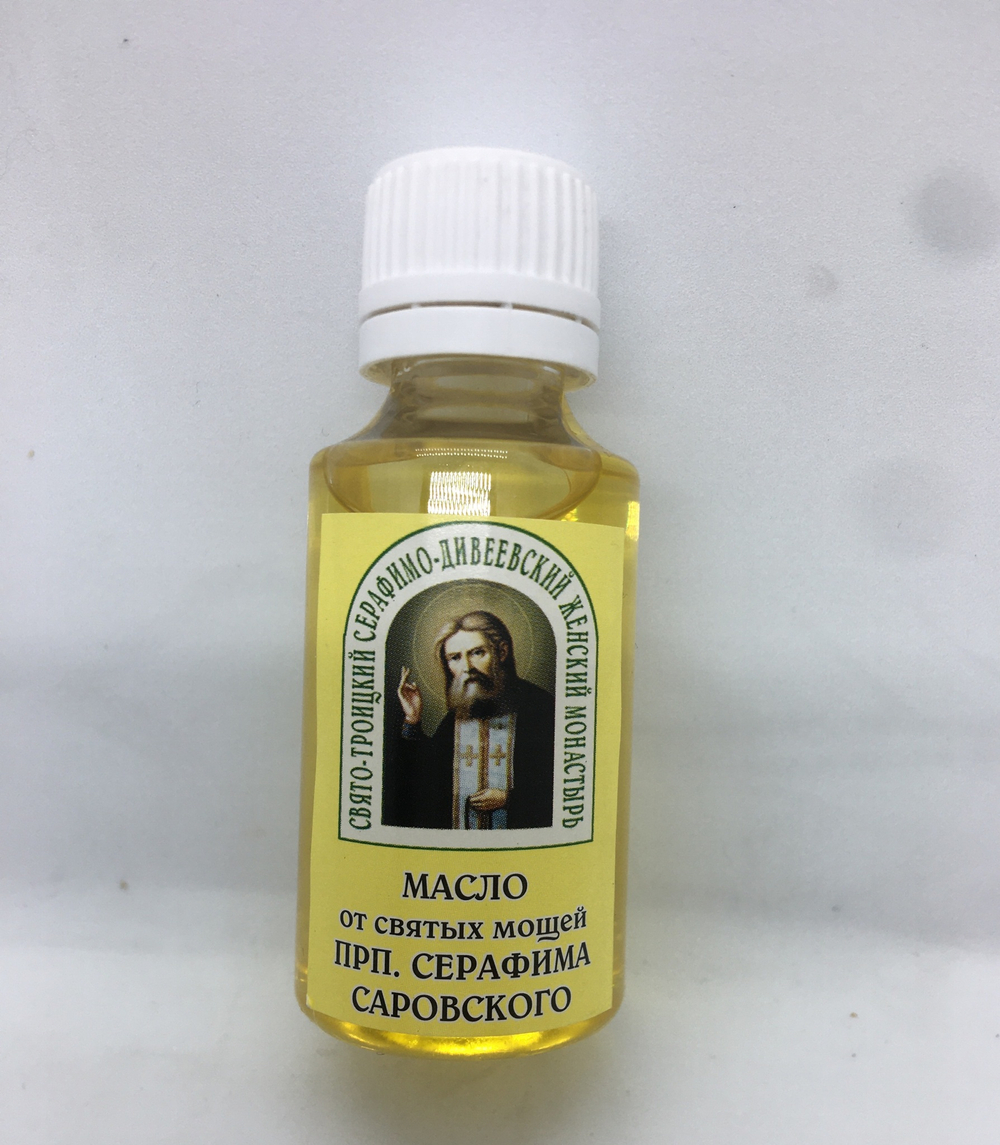 СВЯТО-ТРОИЦКИЙ СЕРАФИМО-ДИВЕЕВСКИЙ ЖЕНСКИЙ МОНАСТЫРЬ
МАСЛО
от святых мощей
ПРП. СЕРАФИМА
САРОВСКОГО